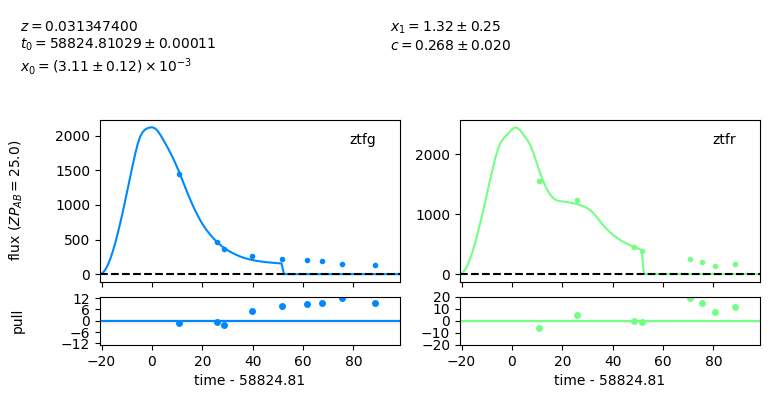 z = 0.031347400
t₀ = 58824.81029 ± 0.00011
x₀ = (3.11 ± 0.12) × 10⁻³
x₁ = 1.32 ± 0.25
c = 0.268 ± 0.020
flux (ZP_AB = 25.0)
2000
1500
1000
500
0
ztfg
2000
1000
0
ztfr
pull
12
6
0
−6
−12
−20 0 20 40 60 80
time - 58824.81
20
10
0
−10
−20
−20 0 20 40 60 80
time - 58824.81